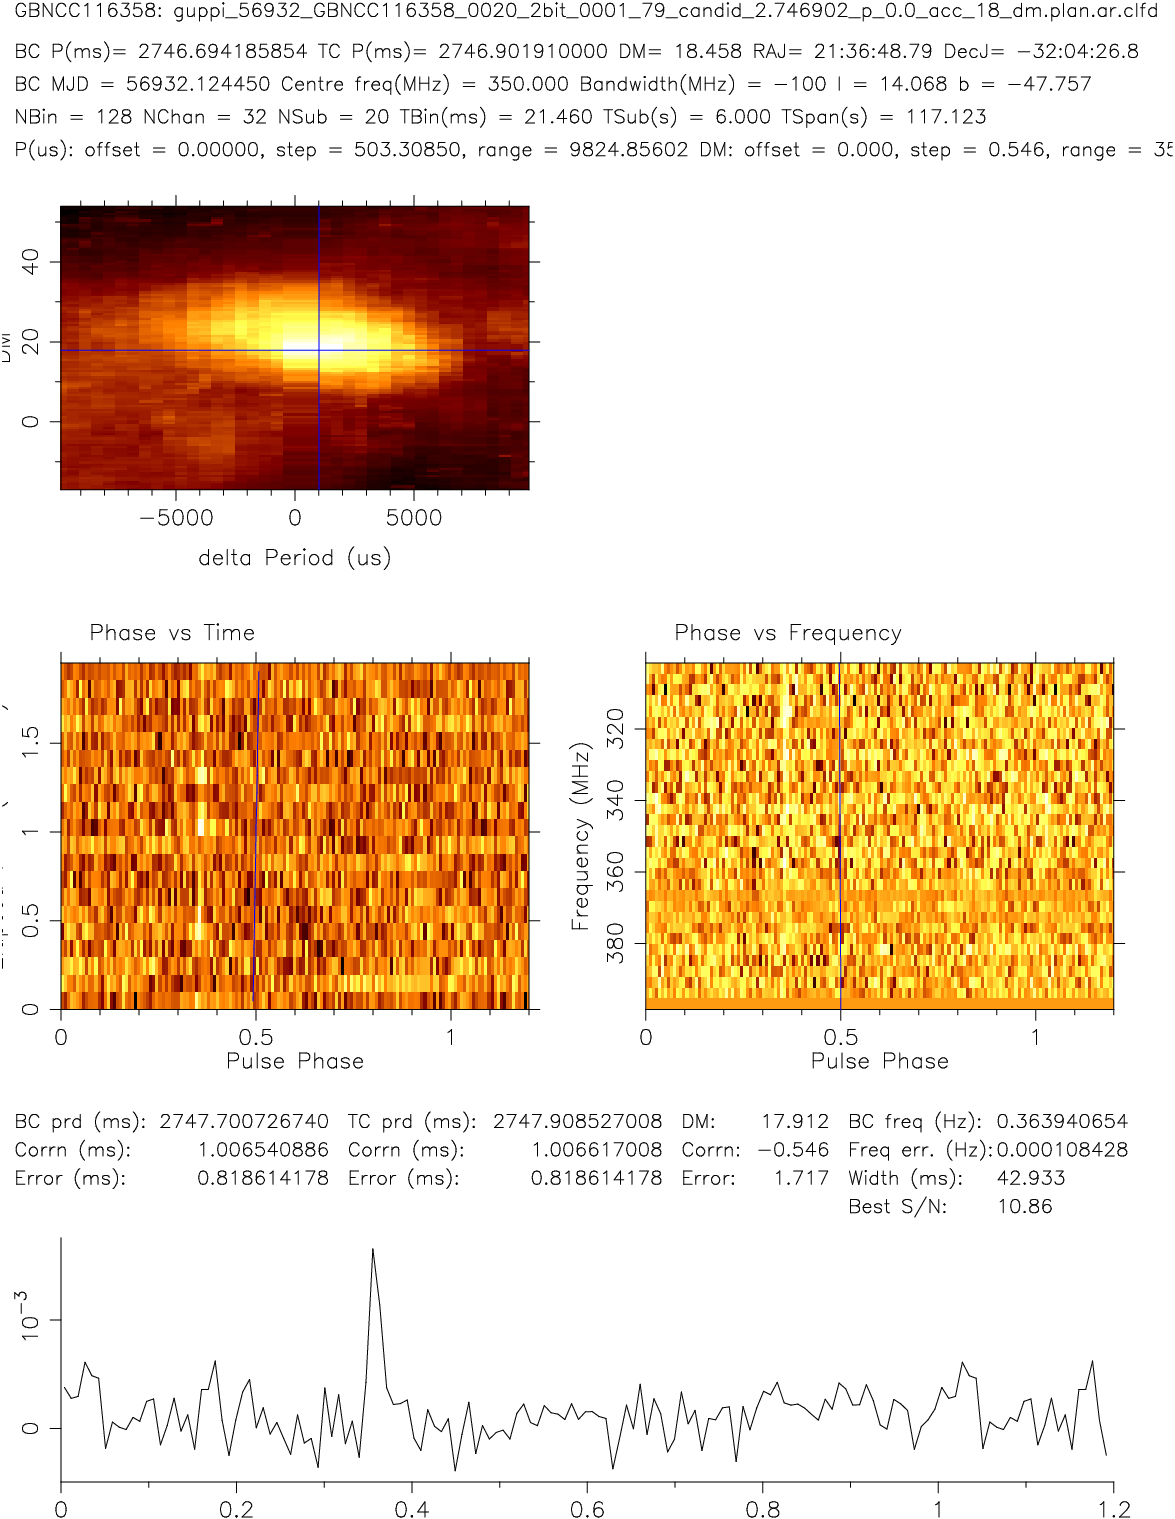 GBNCC116358: guppi_56932_GBNCC116358_0020_2bit_0001_79_candid_2.746902_p_0.0_acc_18_dm.plan.ar.clfd
BC P(ms)= 2746.694185854 TC P(ms)= 2746.901910000 DM= 18.458 RAJ= 21:36:48.79 DecJ= −32:04:26.8
BC MJD = 56932.124450 Centre freq(MHz) = 350.000 Bandwidth(MHz) = −100 l = 14.068 b = −47.757
NBin = 128 NChan = 32 NSub = 20 TBin(ms) = 21.460 TSub(s) = 6.000 TSpan(s) = 117.123
P(us): offset = 0.00000, step = 503.30850, range = 9824.85602 DM: offset = 0.000, step = 0.546, range = 35
40
20
0
DM
−5000 0 5000
delta Period (us)
Phase vs Time
1.5
1
0.5
0
0 0.5 1
Pulse Phase
Phase vs Frequency
320
340
360
380
Frequency (MHz)
0 0.5 1
Pulse Phase
BC prd (ms): 2747.700726740 TC prd (ms): 2747.908527008 DM: 17.912 BC freq (Hz): 0.363940654
Corrn (ms): 1.006540886 Corrn (ms): 1.006617008 Corrn: −0.546 Freq err. (Hz): 0.000108428
Error (ms): 0.818614178 Error (ms): 0.818614178 Error: 1.717 Width (ms): 42.933
Best S/N: 10.86
10−3
0
0 0.2 0.4 0.6 0.8 1 1.2